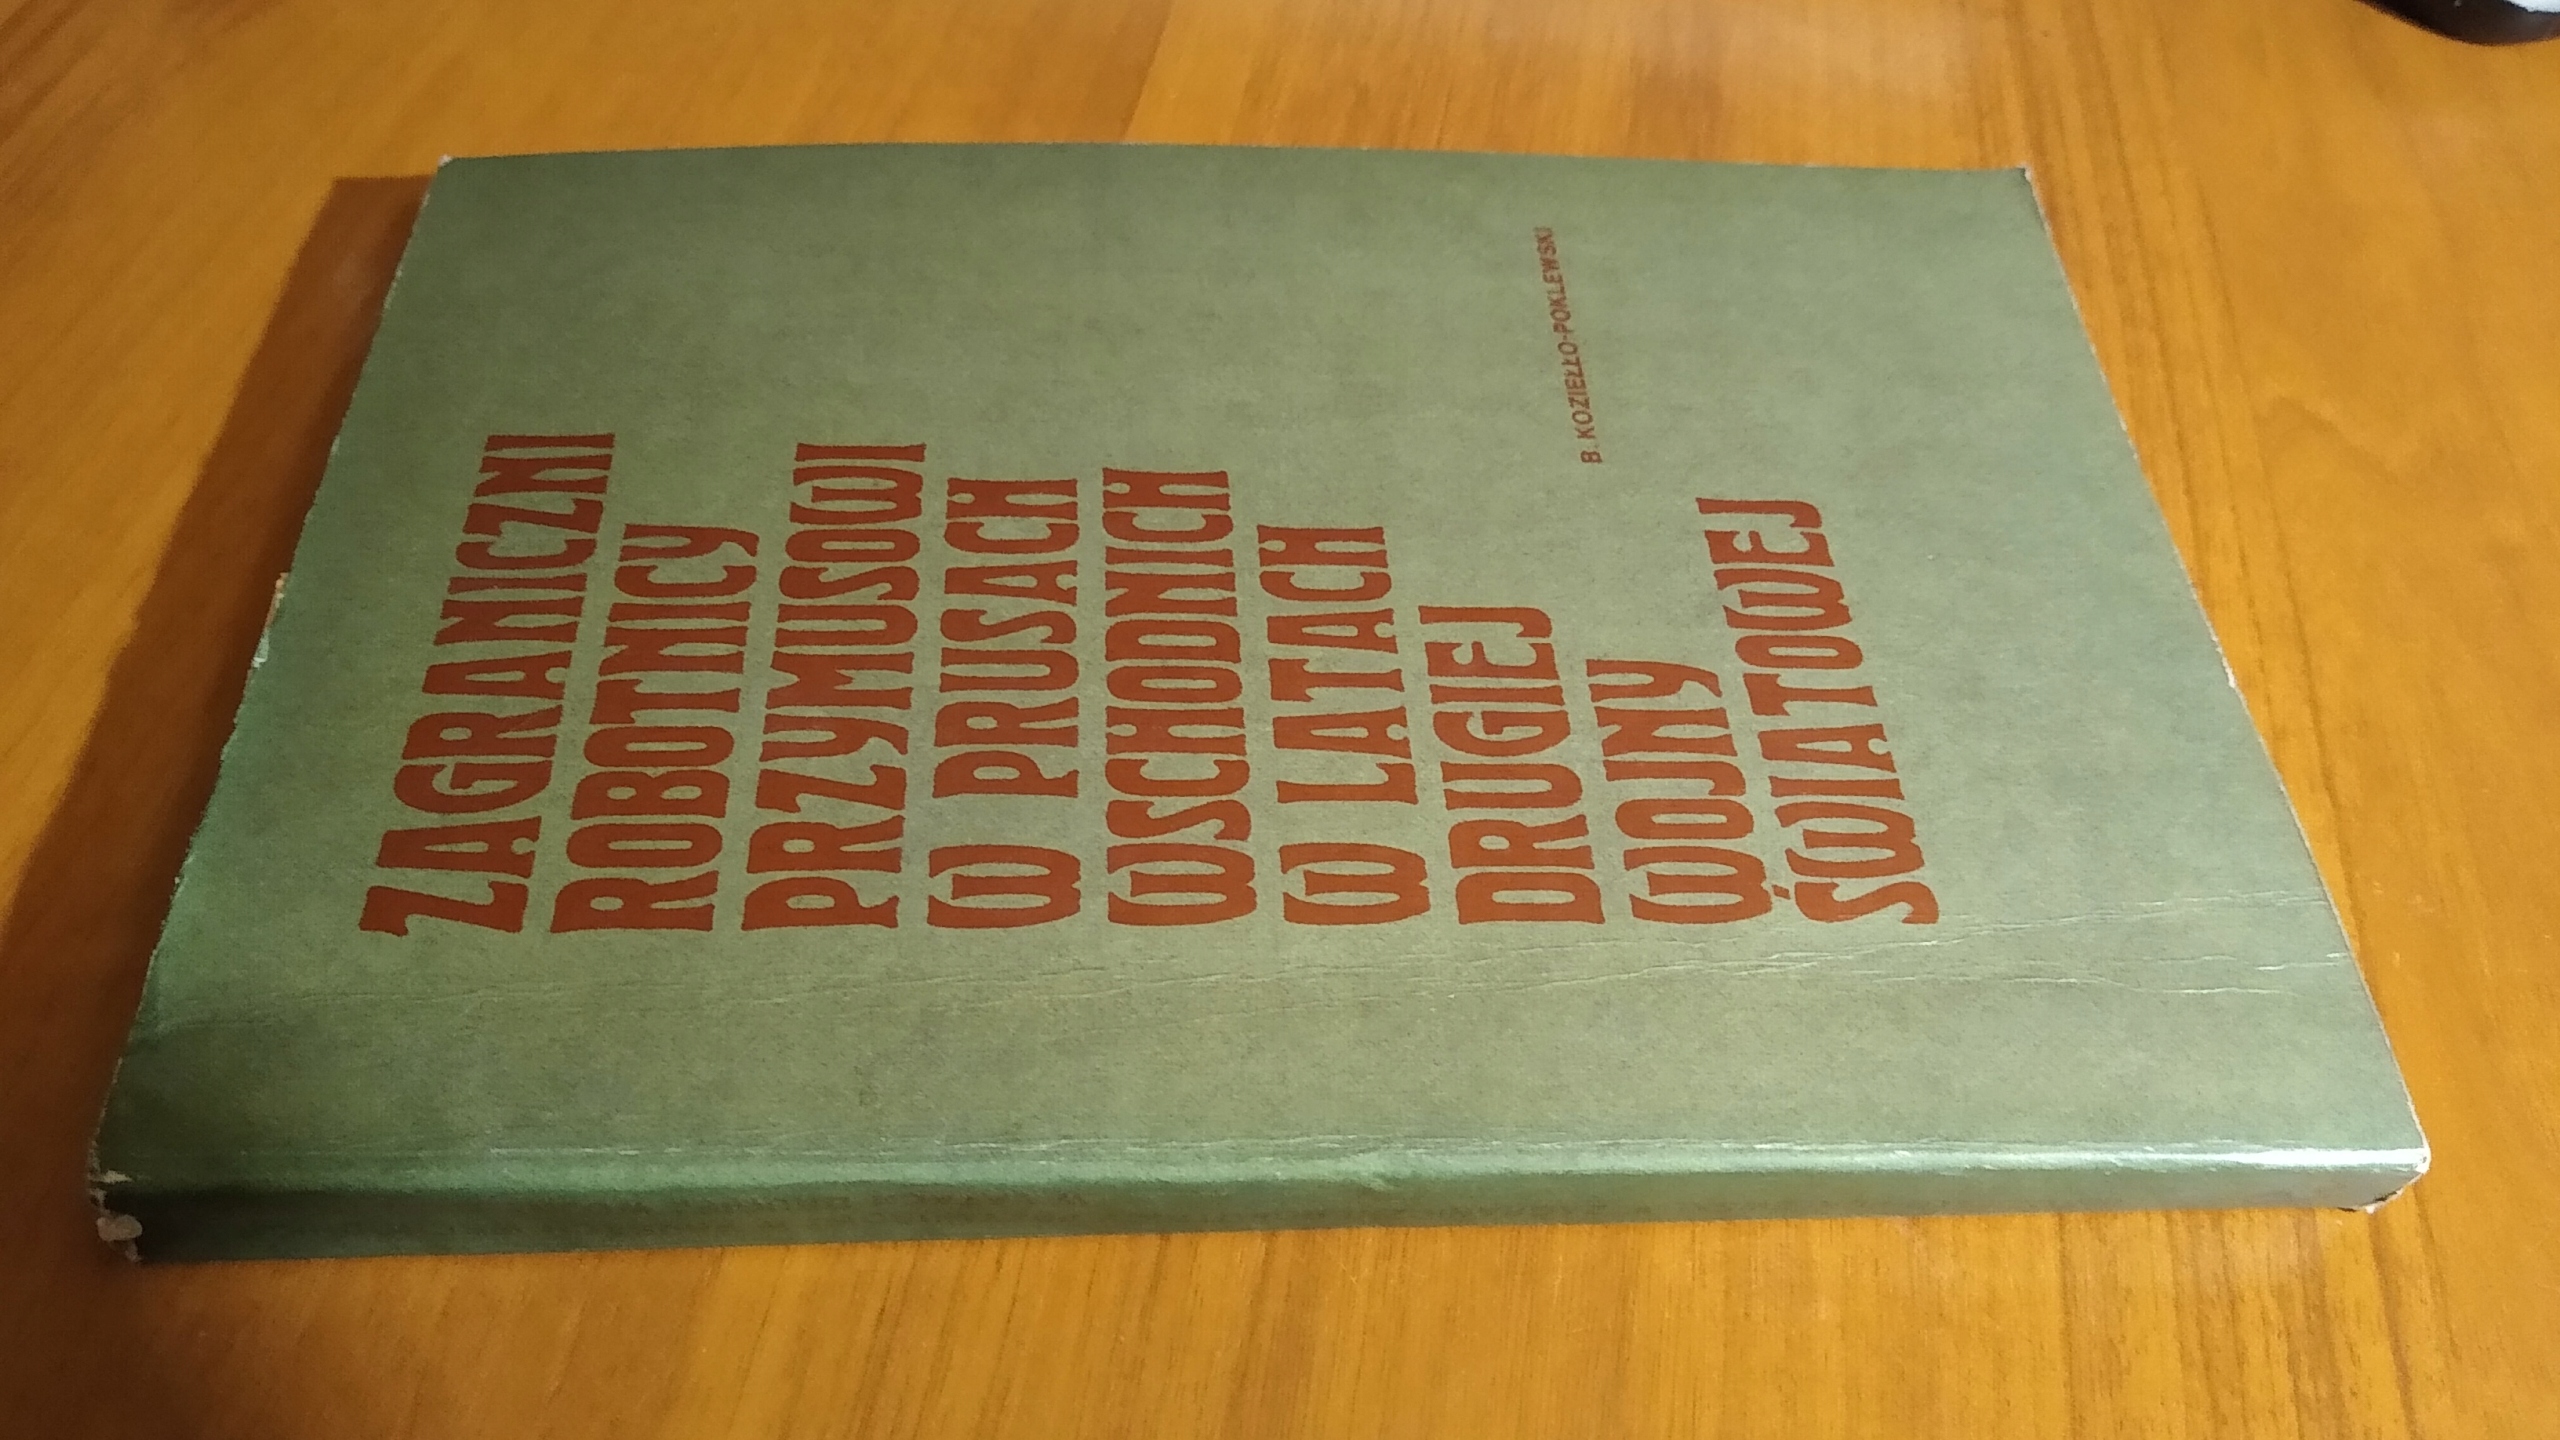 ZAGRANICZNI
ROBOTNICY
PRZYMUSOWI
W PRUSACH
WSCHODNICH
W LATACH
DRUGIEJ
WOJNY
ŚWIATOWEJ
B. KOZIEŁŁO-POKLEWSKI